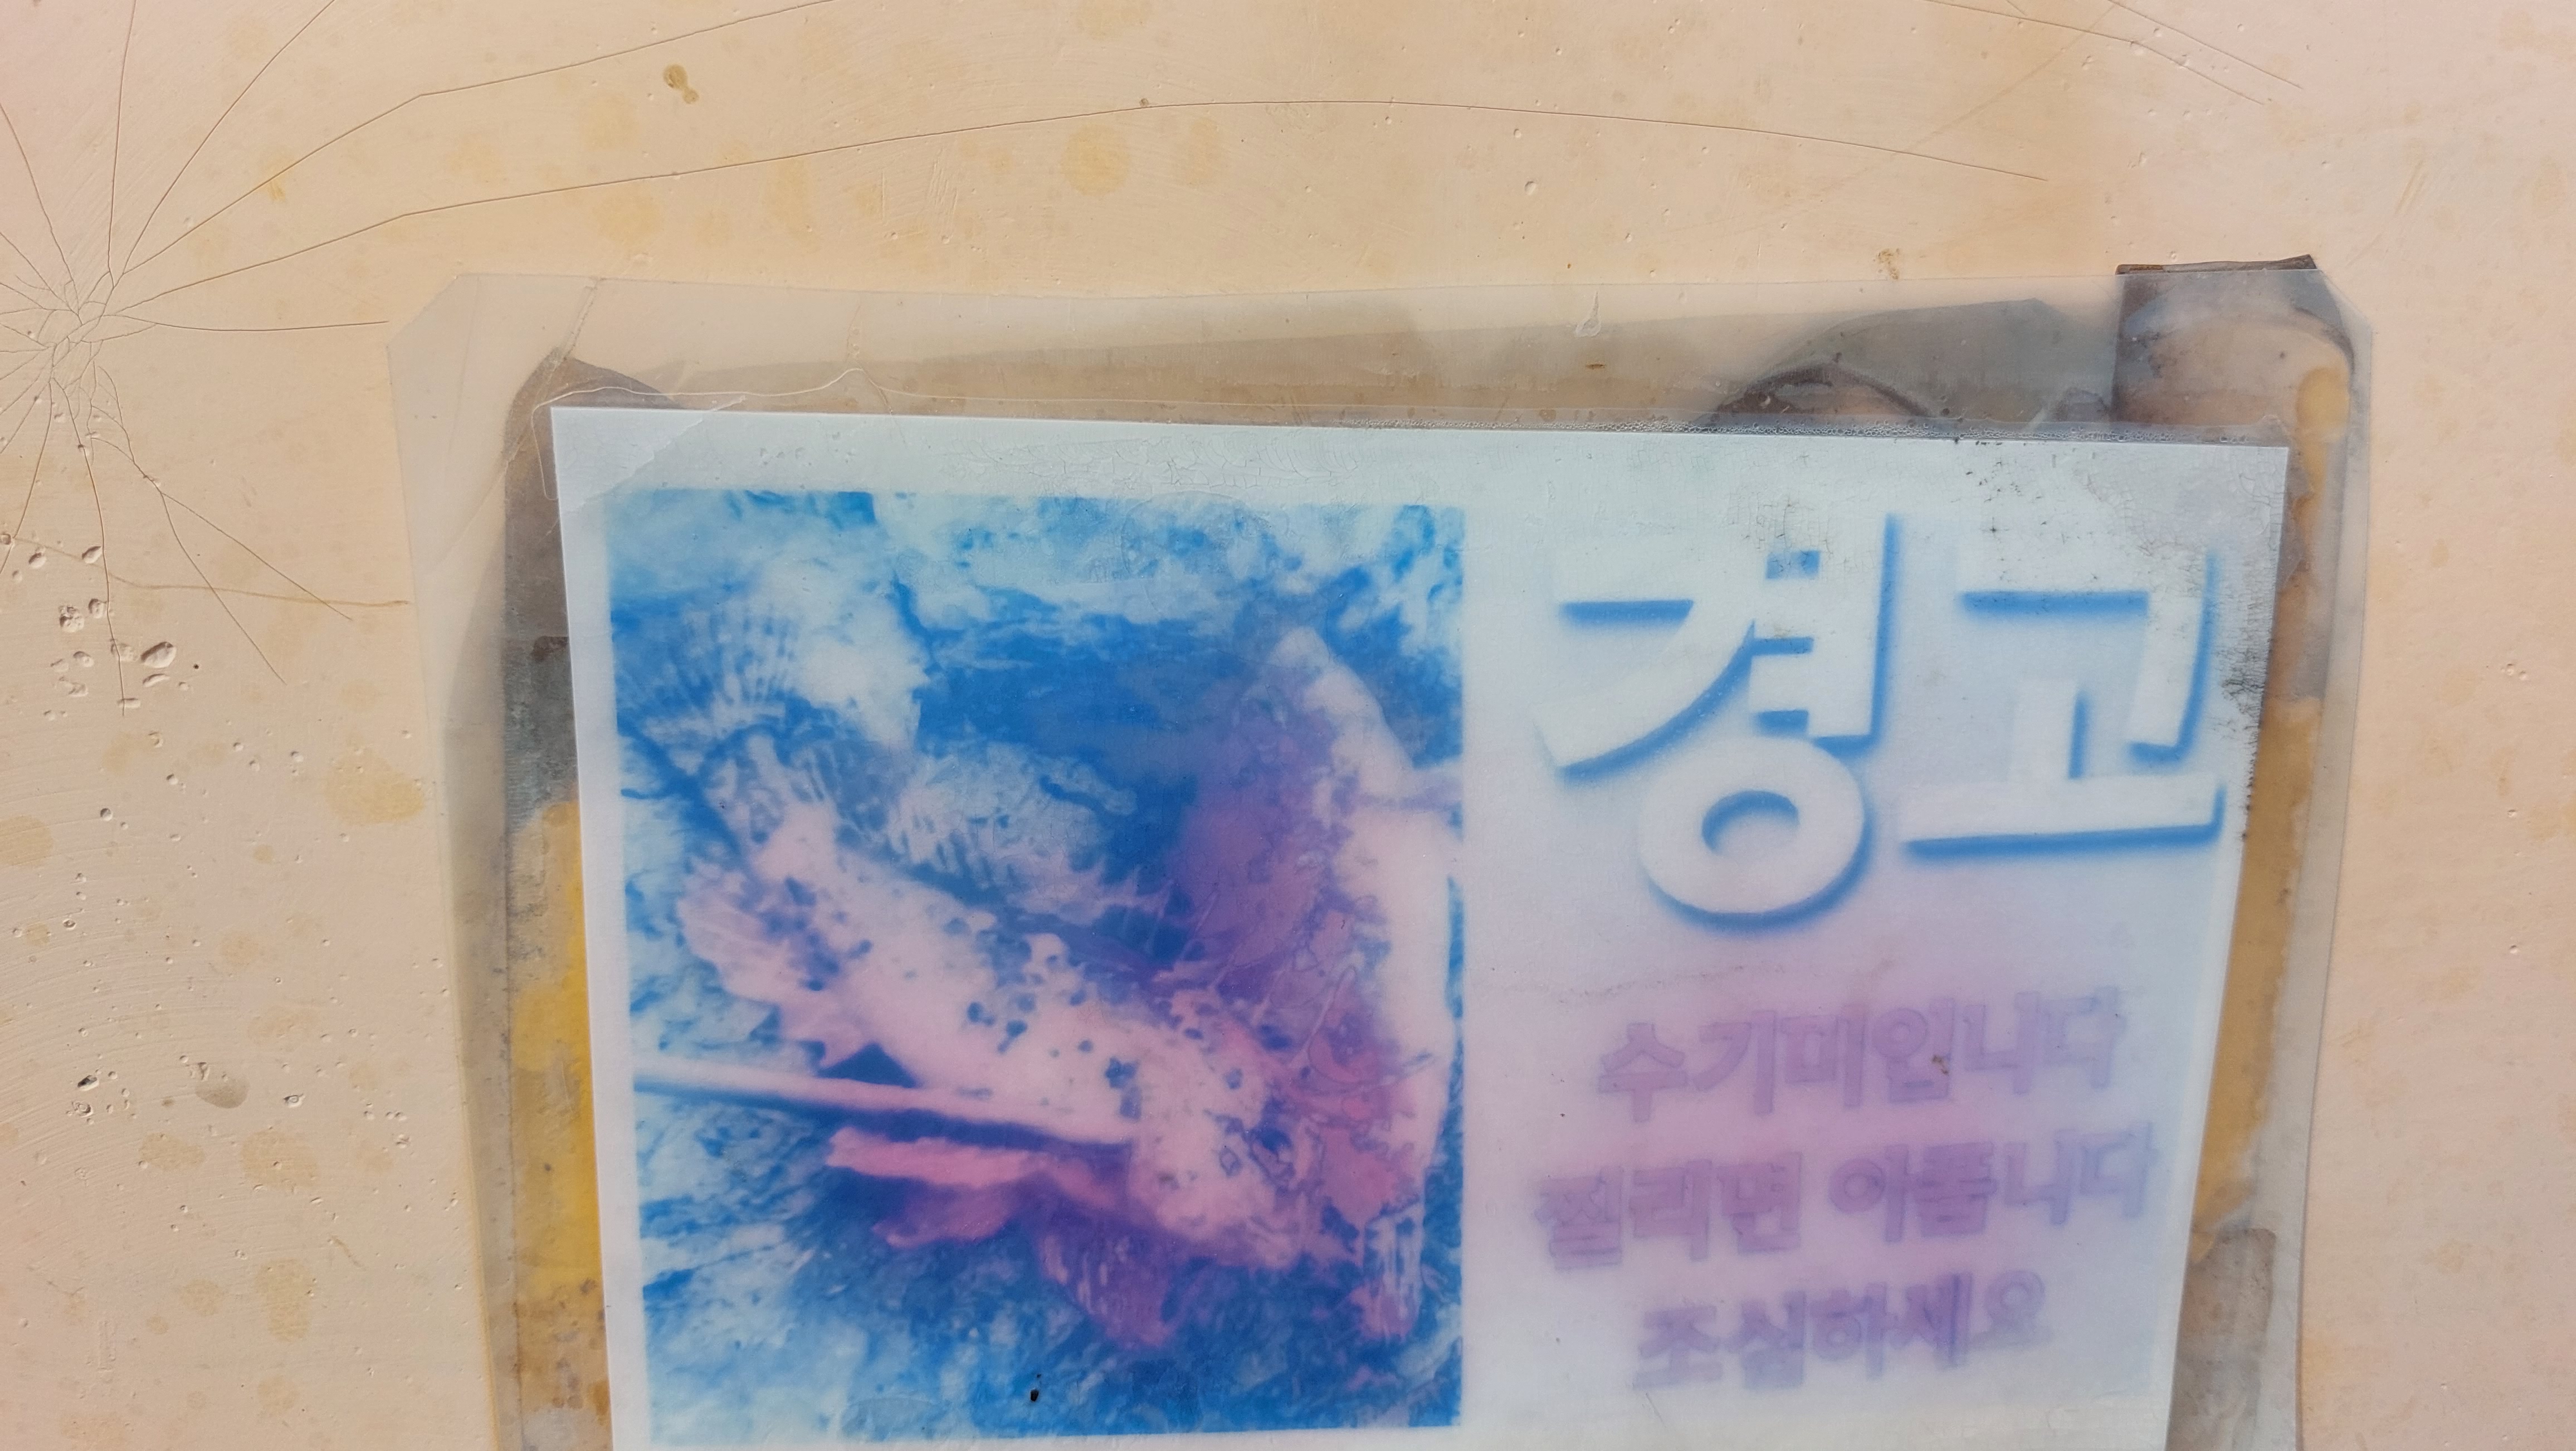 경고
수기미입니다
찔리면 아픕니다
조심하세요